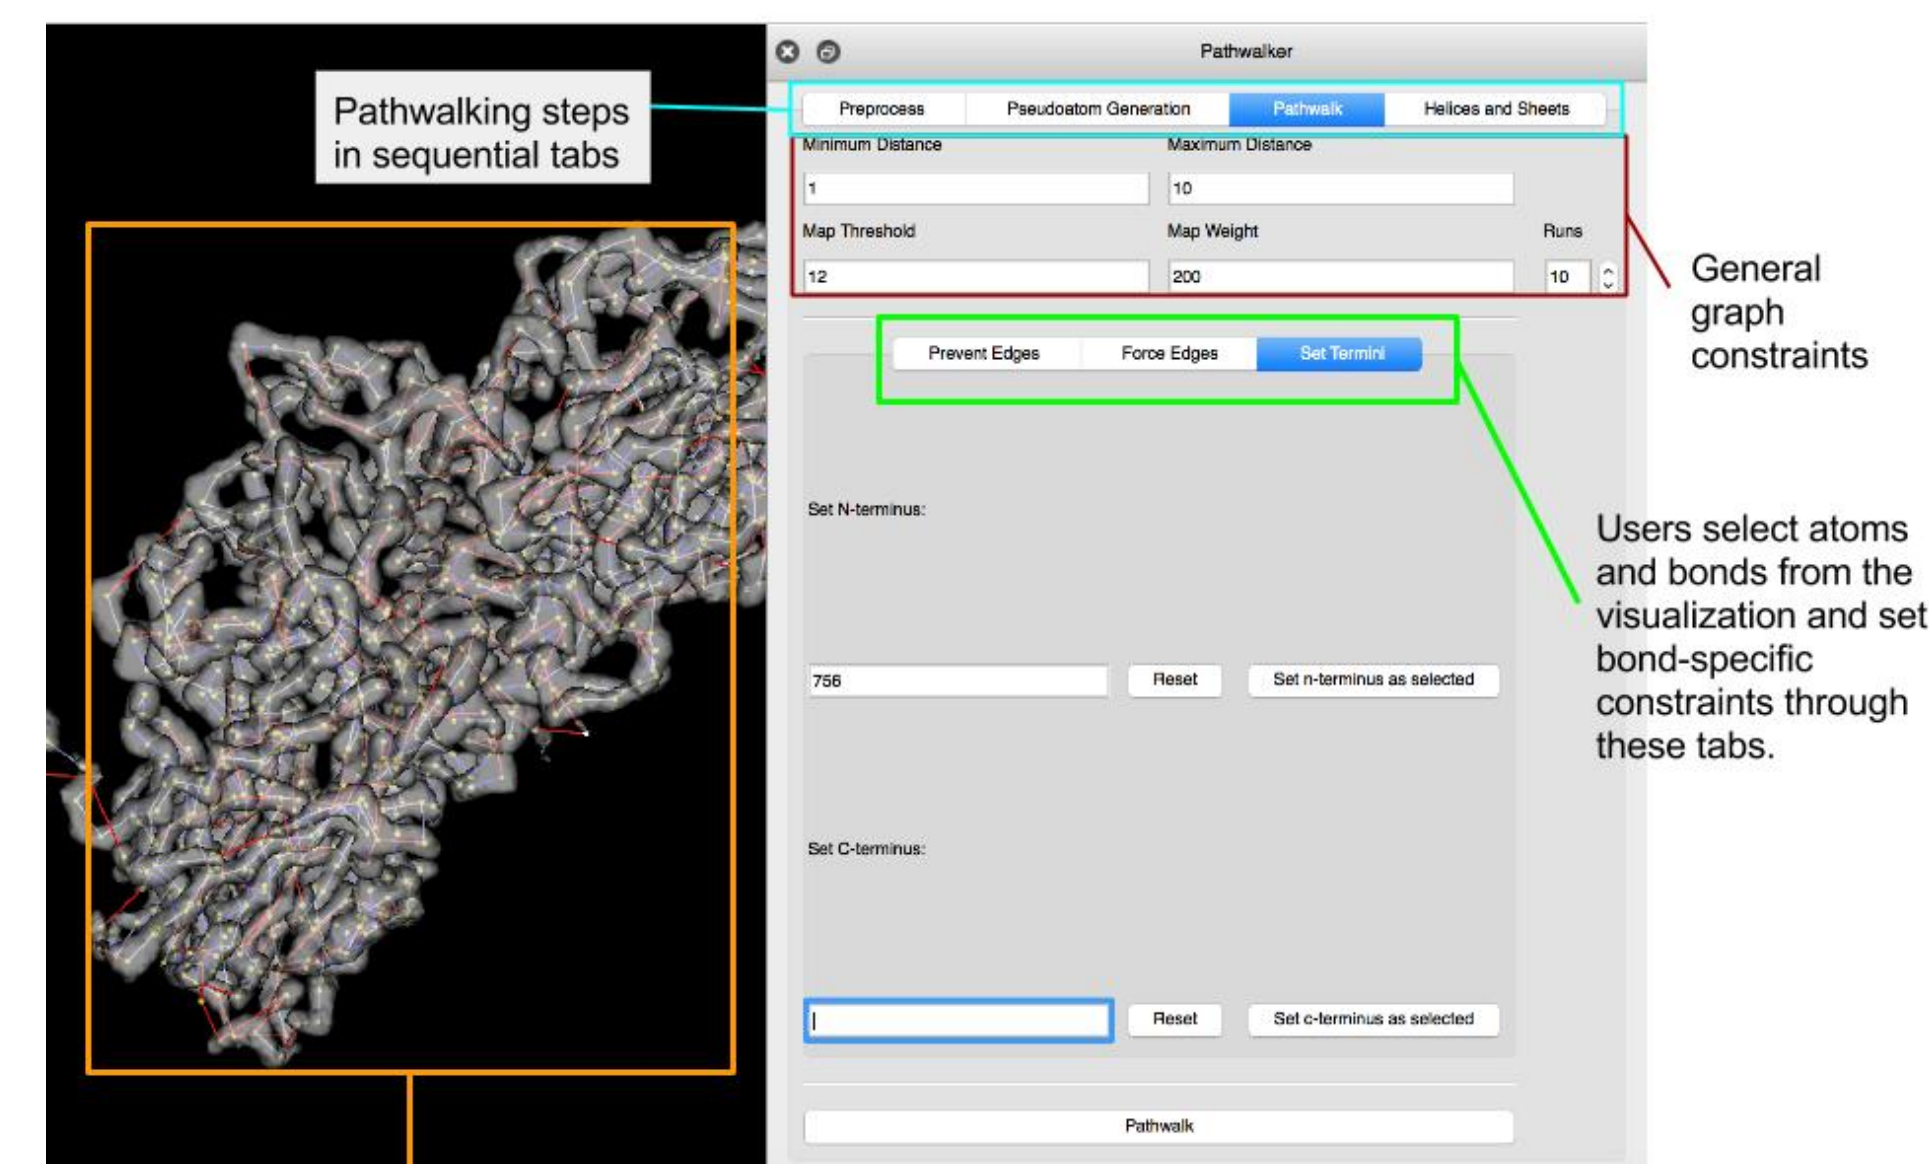 Pathwalker
Pathwalking steps
in sequential tabs
Preprocess Pseudoatom Generation Pathwalk Helices and Sheets
Minimum Distance Maximum Distance
1 10
Map Threshold Map Weight Runs
12 200 10
General
graph
constraints
Prevent Edges Force Edges Set Termini
Set N-terminus:
Users select atoms
and bonds from the
visualization and set
bond-specific
constraints through
these tabs.
756 Reset Set n-terminus as selected
Set C-terminus:
Reset Set c-terminus as selected
Pathwalk